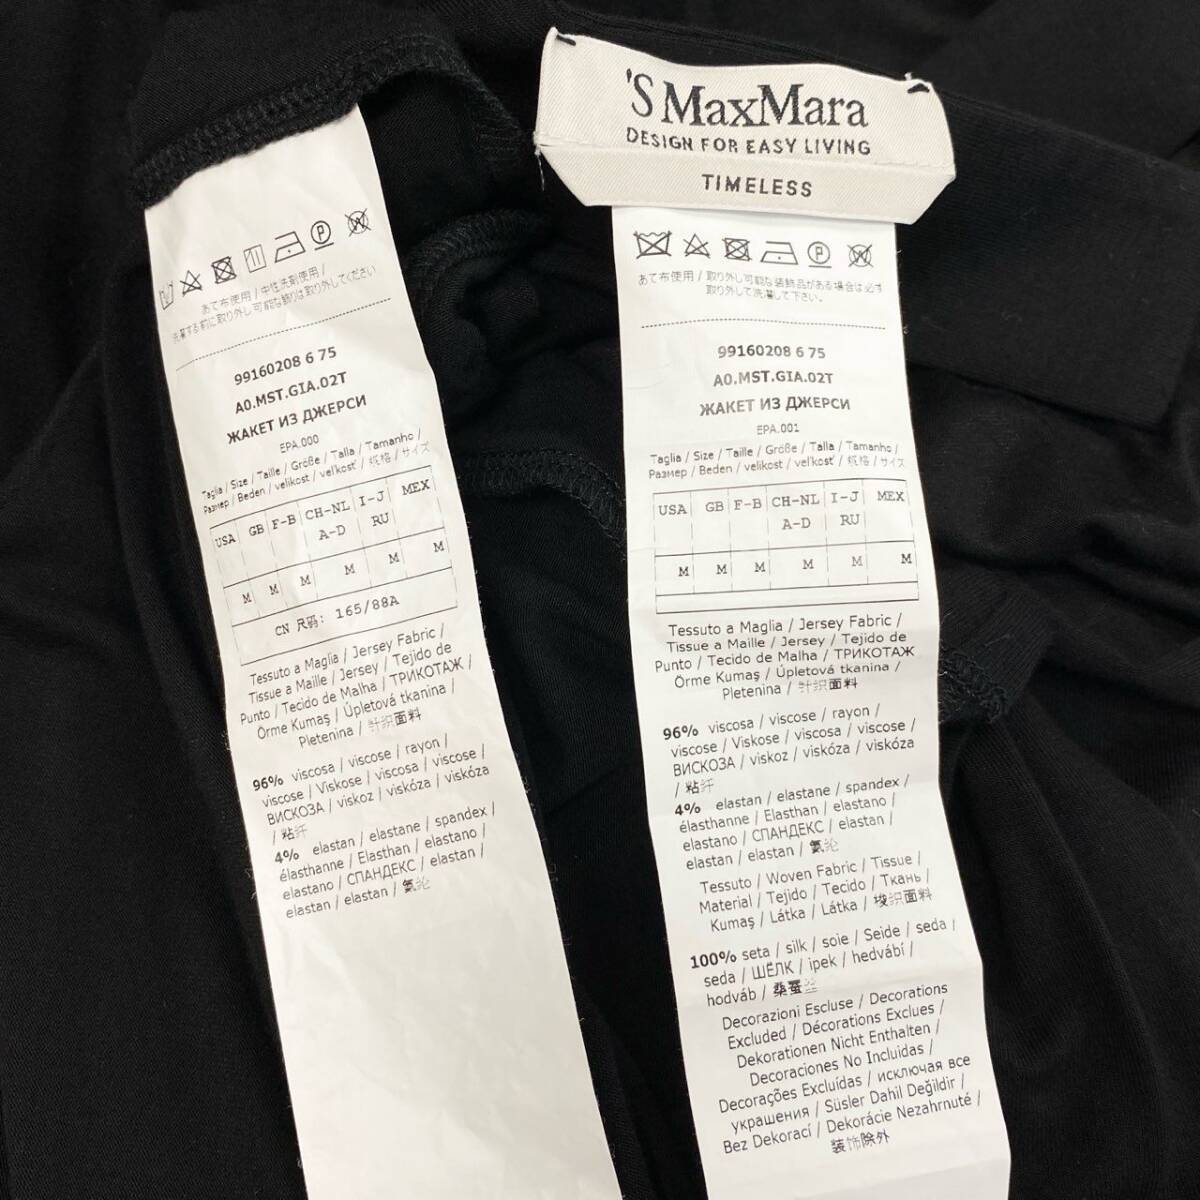 'S MaxMara
DESIGN FOR EASY LIVING
TIMELESS
あて布使用/中性洗剤使用/
洗濯する前に取り外し可能な飾りは取り外してください
99160208 6 75
A0.MST.GIA.02T
ЖАКЕТ ИЗ ДЖЕРСИ
EPA.000
Taglia / Size / Taille / Größe / Talla / Tamanho /
Размер / Beden / velikost / veľkosť / 规格 / サイズ
USA GB F-B CH-NL I-J MEX
A-D RU
M M M M M M
CN 尺码: 165/88A
Tessuto a Maglia / Jersey Fabric /
Tissue a Maille / Jersey / Tejido de
Punto / Tecido de Malha / ТРИКОТАЖ /
Örme Kumaş / Úpletová tkanina /
Pletenina / 针织面料
96% viscosa / viscose / rayon /
viscose / Viskose / viscosa / viscose /
ВИСКОЗА / viskoz / viskóza / viskóza
/ 粘纤
4% elastan / elastane / spandex /
élasthanne / Elasthan / elastano /
elastano / СПАНДЕКС / elastan /
elastan / elastan / 氨纶
あて布使用/取り外し可能な装飾品がある場合は必ず
取り外して洗濯して下さい。
99160208 6 75
A0.MST.GIA.02T
ЖАКЕТ ИЗ ДЖЕРСИ
EPA.001
Taglia / Size / Taille / Größe / Talla / Tamanho /
Размер / Beden / velikost / veľkosť / 规格 / サイズ
USA GB F-B CH-NL I-J MEX
A-D RU
M M M M M M
Tessuto a Maglia / Jersey Fabric /
Tissue a Maille / Jersey / Tejido de
Punto / Tecido de Malha / ТРИКОТАЖ
Örme Kumaş / Úpletová tkanina /
Pletenina / 针织面料
96% viscosa / viscose / rayon /
viscose / Viskose / viscosa / viscose /
ВИСКОЗА / viskoz / viskóza / viskóza
/ 粘纤
4% elastan / elastane / spandex /
élasthanne / Elasthan / elastano /
elastano / СПАНДЕКС / elastan /
elastan / elastan / 氨纶
Tessuto / Woven Fabric / Tissue /
Material / Tejido / Tecido / Ткань /
Kumaş / Látka / Látka / 梭织面料
100% seta / silk / soie / Seide / seda /
seda / ШЁЛК / ipek / hedvábí /
hodváb / 桑蚕丝
Decorazioni Escluse / Decorations
Excluded / Décorations Exclues /
Dekorationen Nicht Enthalten /
Decoraciones No Incluidas /
Decorações Excluídas / исключая все
украшения / Süsler Dahil Değildir /
Bez Dekorací / Dekorácie Nezahrnuté /
装饰除外